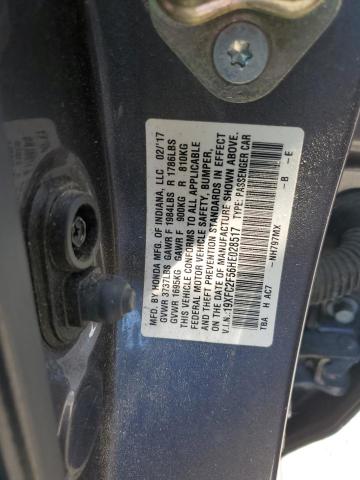 MFD. BY HONDA MFG. OF INDIANA, LLC 02/17
GVWR 3737LBS GAWR F 1984LBS R 1786LBS
GVWR 1695KG GAWR F 900KG R 810KG
THIS VEHICLE CONFORMS TO ALL APPLICABLE
FEDERAL MOTOR VEHICLE SAFETY, BUMPER,
AND THEFT PREVENTION STANDARDS IN EFFECT
ON THE DATE OF MANUFACTURE SHOWN ABOVE.
V.I.N.:19XFC2F56HE028517 TYPE: PASSENGER CAR
NH797MX - B - E
TBA H AC7